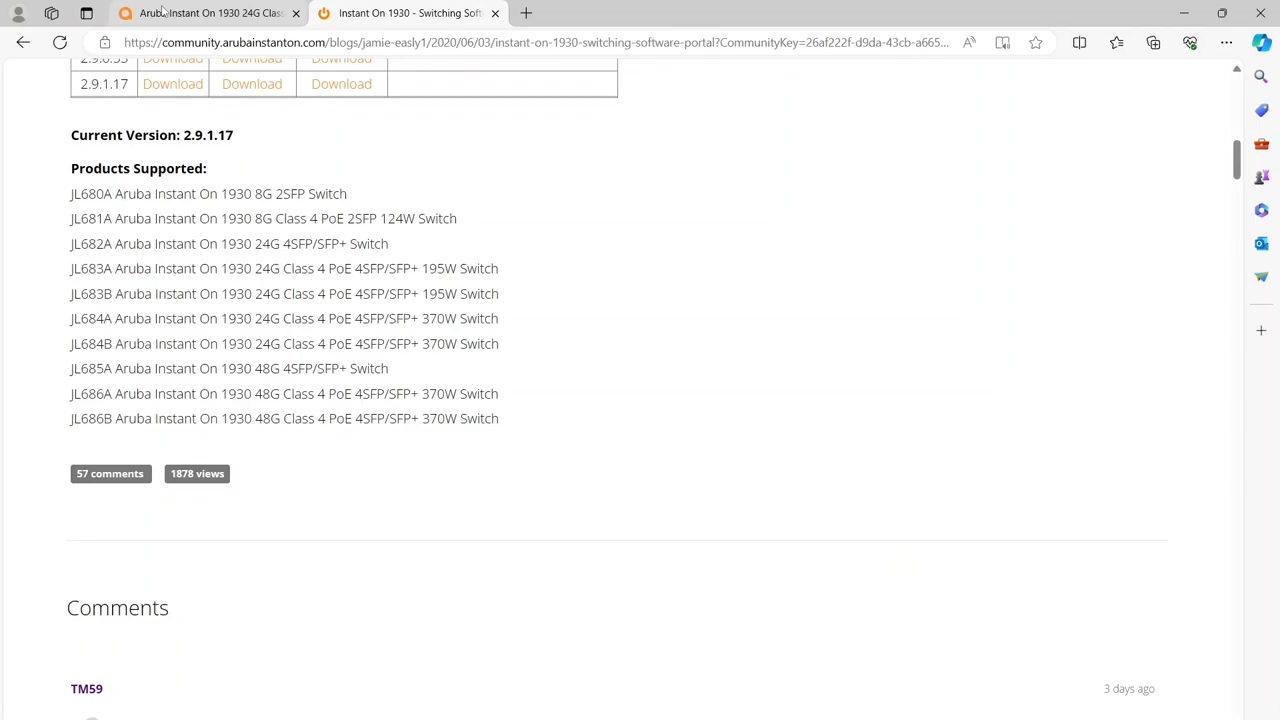 Aruba Instant On 1930 24G Class
Instant On 1930 - Switching Soft
https://community.arubainstanton.com/blogs/jamie-easly1/2020/06/03/instant-on-1930-switching-software-portal?CommunityKey=26af222f-d9da-43cb-a665...
Download Download Download
2.9.1.17 Download Download Download
Current Version: 2.9.1.17
Products Supported:
JL680A Aruba Instant On 1930 8G 2SFP Switch
JL681A Aruba Instant On 1930 8G Class 4 PoE 2SFP 124W Switch
JL682A Aruba Instant On 1930 24G 4SFP/SFP+ Switch
JL683A Aruba Instant On 1930 24G Class 4 PoE 4SFP/SFP+ 195W Switch
JL683B Aruba Instant On 1930 24G Class 4 PoE 4SFP/SFP+ 195W Switch
JL684A Aruba Instant On 1930 24G Class 4 PoE 4SFP/SFP+ 370W Switch
JL684B Aruba Instant On 1930 24G Class 4 PoE 4SFP/SFP+ 370W Switch
JL685A Aruba Instant On 1930 48G 4SFP/SFP+ Switch
JL686A Aruba Instant On 1930 48G Class 4 PoE 4SFP/SFP+ 370W Switch
JL686B Aruba Instant On 1930 48G Class 4 PoE 4SFP/SFP+ 370W Switch
57 comments 1878 views
Comments
TM59 3 days ago